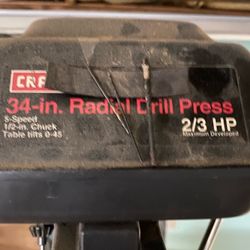 34-in. Radial Drill Press
5-Speed
1/2-in. Chuck
Table tilts 0-45
2/3 HP
Maximum Developed